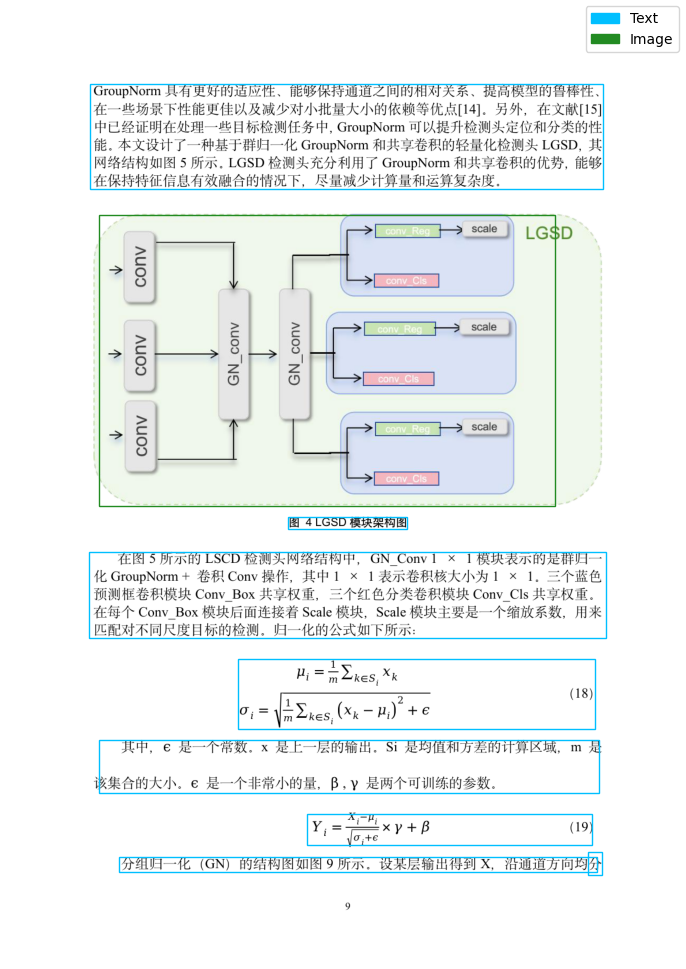 Text
Image
GroupNorm 具有更好的适应性、能够保持通道之间的相对关系、提高模型的鲁棒性、
在一些场景下性能更佳以及减少对小批量大小的依赖等优点[14]。另外，在文献[15]
中已经证明在处理一些目标检测任务中, GroupNorm 可以提升检测头定位和分类的性
能。本文设计了一种基于群归一化 GroupNorm 和共享卷积的轻量化检测头 LGSD，其
网络结构如图 5 所示。LGSD 检测头充分利用了 GroupNorm 和共享卷积的优势，能够
在保持特征信息有效融合的情况下，尽量减少计算量和运算复杂度。
LGSD
conv
conv
conv
GN_conv
GN_conv
conv_Reg
scale
conv_Cls
conv_Reg
scale
conv_Cls
conv_Reg
scale
conv_Cls
图 4 LGSD 模块架构图
在图 5 所示的 LSCD 检测头网络结构中，GN_Conv 1 × 1 模块表示的是群归一
化 GroupNorm + 卷积 Conv 操作，其中 1 × 1 表示卷积核大小为 1 × 1。三个蓝色
预测框卷积模块 Conv_Box 共享权重，三个红色分类卷积模块 Conv_Cls 共享权重。
在每个 Conv_Box 模块后面连接着 Scale 模块，Scale 模块主要是一个缩放系数，用来
匹配对不同尺度目标的检测。归一化的公式如下所示：
μ_i = \frac{1}{m} ∑_{k∈S_i} x_k
σ_i = \sqrt{\frac{1}{m} ∑_{k∈S_i} (x_k − μ_i)^2 + ϵ} (18)
其中，ϵ 是一个常数。x 是上一层的输出。Si 是均值和方差的计算区域，m 是
该集合的大小。ϵ 是一个非常小的量，β , γ 是两个可训练的参数。
Y_i = \frac{X_i−μ_i}{\sqrt{σ_i+ϵ}} × γ + β (19)
分组归一化（GN）的结构图如图 9 所示。设某层输出得到 X，沿通道方向均分
9